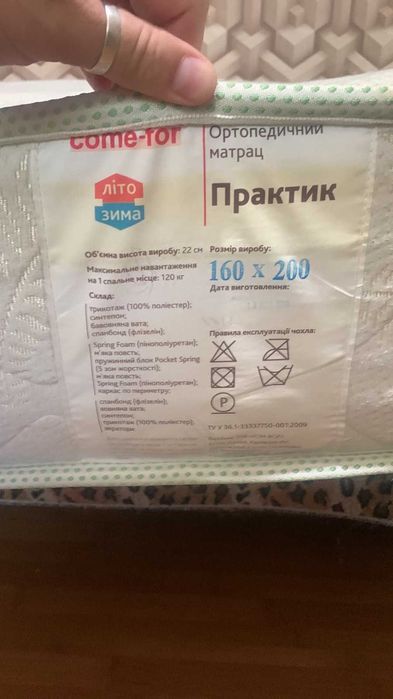 come-for
Ортопедичний
матрац
Практик
літо
зима
Об'ємна висота виробу: 22 см
Максимальне навантаження
на 1 спальне місце: 120 кг
Склад:
трикотаж (100% поліестер);
синтепон;
бавовняна вата;
спанбонд (флізелін);
Spring Foam (пінополіуретан);
м'яка повсть;
пружинний блок Pocket Spring
(3 зон жорсткості);
м'яка повсть;
Spring Foam (пінополіуретан);
каркас по периметру;
спанбонд (флізелін);
вовняна вата;
синтепон;
трикотаж (100% поліестер);
аератори
Розмір виробу:
160 x 200
Дата виготовлення:
Правила експлуатації чохла:
P
ТУ У 36.1-33337750-001:2009